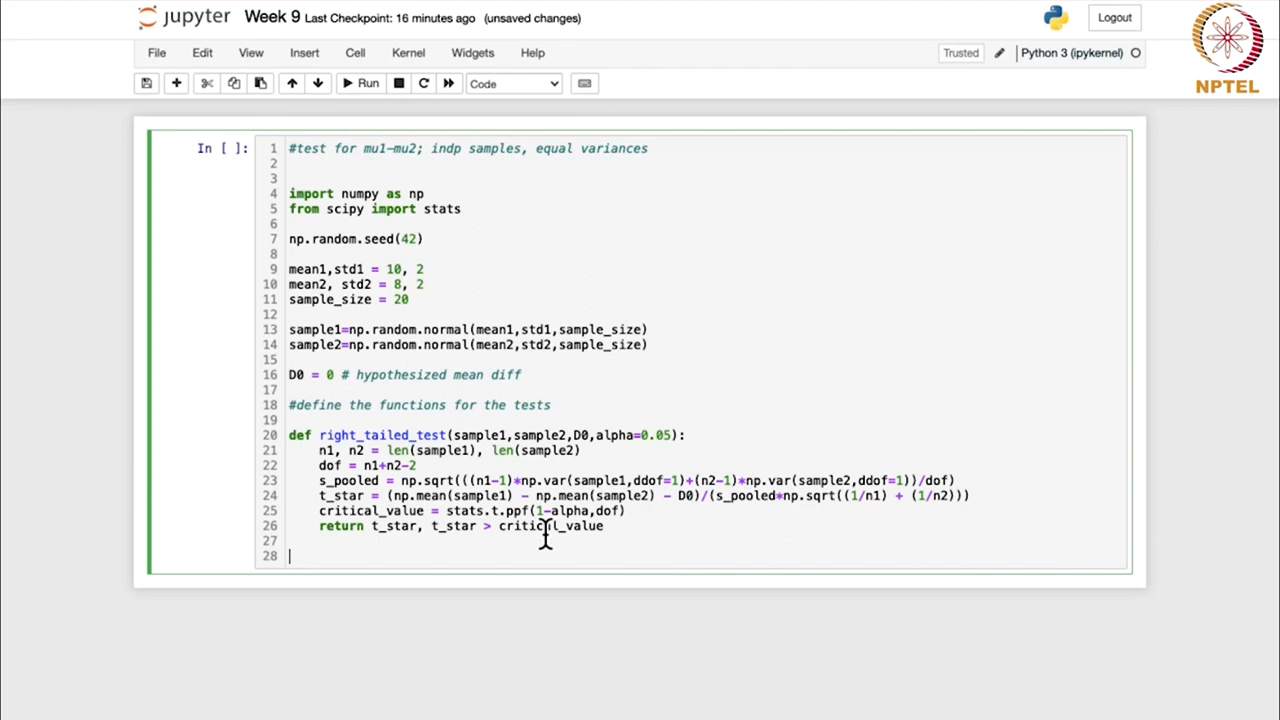 jupyter Week 9 Last Checkpoint: 16 minutes ago (unsaved changes) Logout
NPTEL
File Edit View Insert Cell Kernel Widgets Help Trusted Python 3 (ipykernel)
Run Code
In [ ]:
1 #test for mu1-mu2; indp samples, equal variances
2
3
4 import numpy as np
5 from scipy import stats
6
7 np.random.seed(42)
8
9 mean1,std1 = 10, 2
10 mean2, std2 = 8, 2
11 sample_size = 20
12
13 sample1=np.random.normal(mean1,std1,sample_size)
14 sample2=np.random.normal(mean2,std2,sample_size)
15
16 D0 = 0 # hypothesized mean diff
17
18 #define the functions for the tests
19
20 def right_tailed_test(sample1,sample2,D0,alpha=0.05):
21 n1, n2 = len(sample1), len(sample2)
22 dof = n1+n2-2
23 s_pooled = np.sqrt(((n1-1)*np.var(sample1,ddof=1)+(n2-1)*np.var(sample2,ddof=1))/dof)
24 t_star = (np.mean(sample1) - np.mean(sample2) - D0)/(s_pooled*np.sqrt((1/n1) + (1/n2)))
25 critical_value = stats.t.ppf(1-alpha,dof)
26 return t_star, t_star > critical_value
27
28